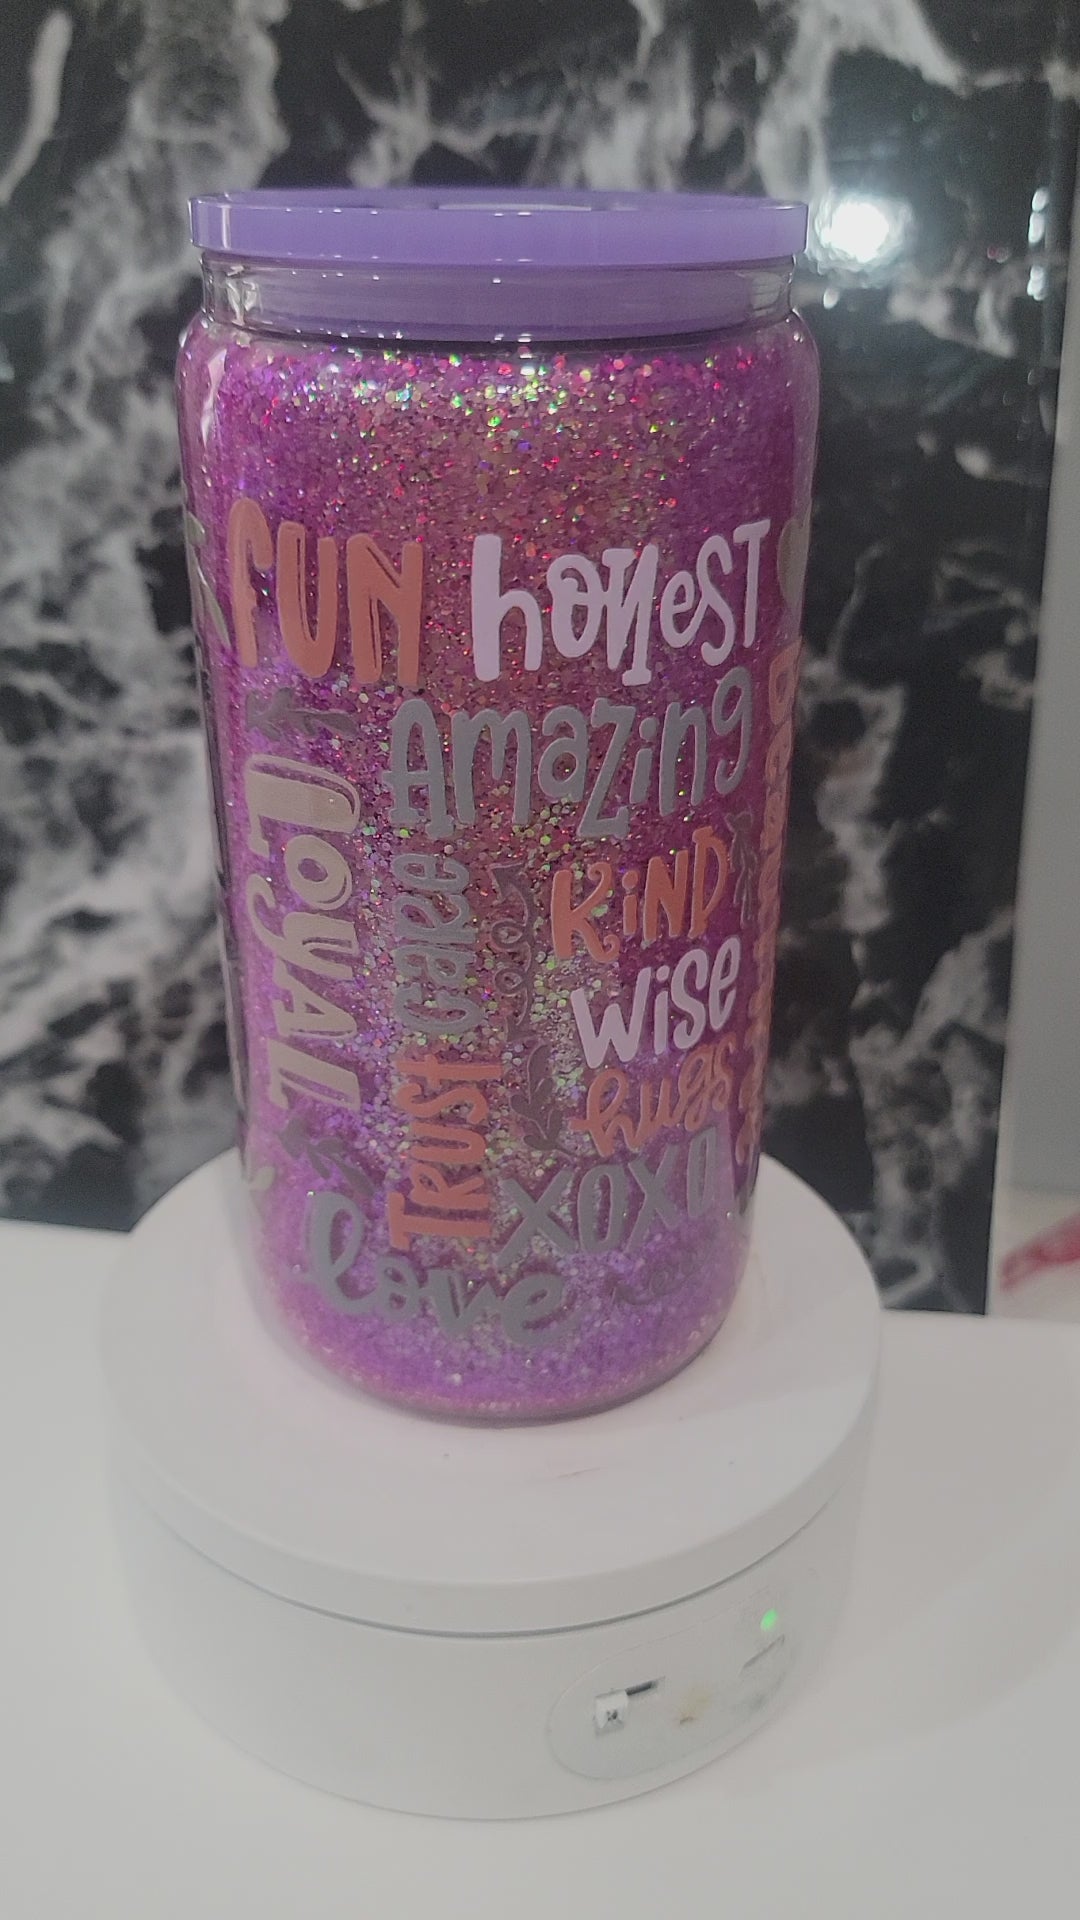 FUN
honest
Amazing
Loyal
care
KiND
Wise
Trust
hugs
XOXO
love